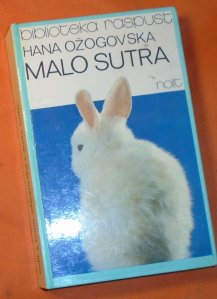 biblioteka raspust
HANA OŽOGOVSKA
MALO SUTRA
nolit